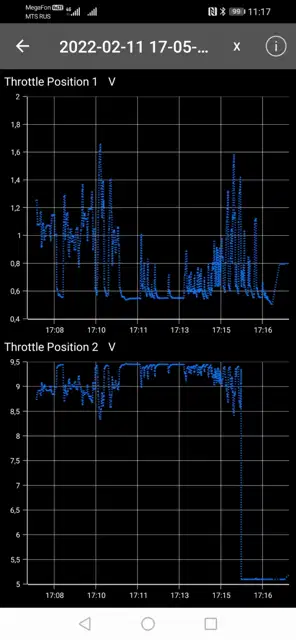 MegaFon VoLTE 4G
MTS RUS
99 11:17
2022-02-11 17-05-... x i
Throttle Position 1 V
2
1,8
1,6
1,4
1,2
1
0,8
0,6
0,4
17:08 17:10 17:11 17:13 17:15 17:16
Throttle Position 2 V
9,5
9
8,5
8
7,5
7
6,5
6
5,5
5
17:08 17:10 17:11 17:13 17:15 17:16